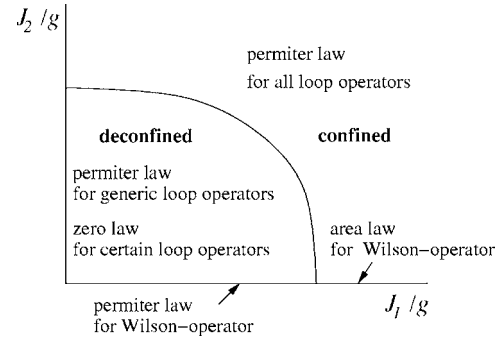 J2 /g
permiter law
for all loop operators
deconfined
confined
permiter law
for generic loop operators
zero law
for certain loop operators
area law
for Wilson-operator
permiter law
for Wilson-operator
J1 /g